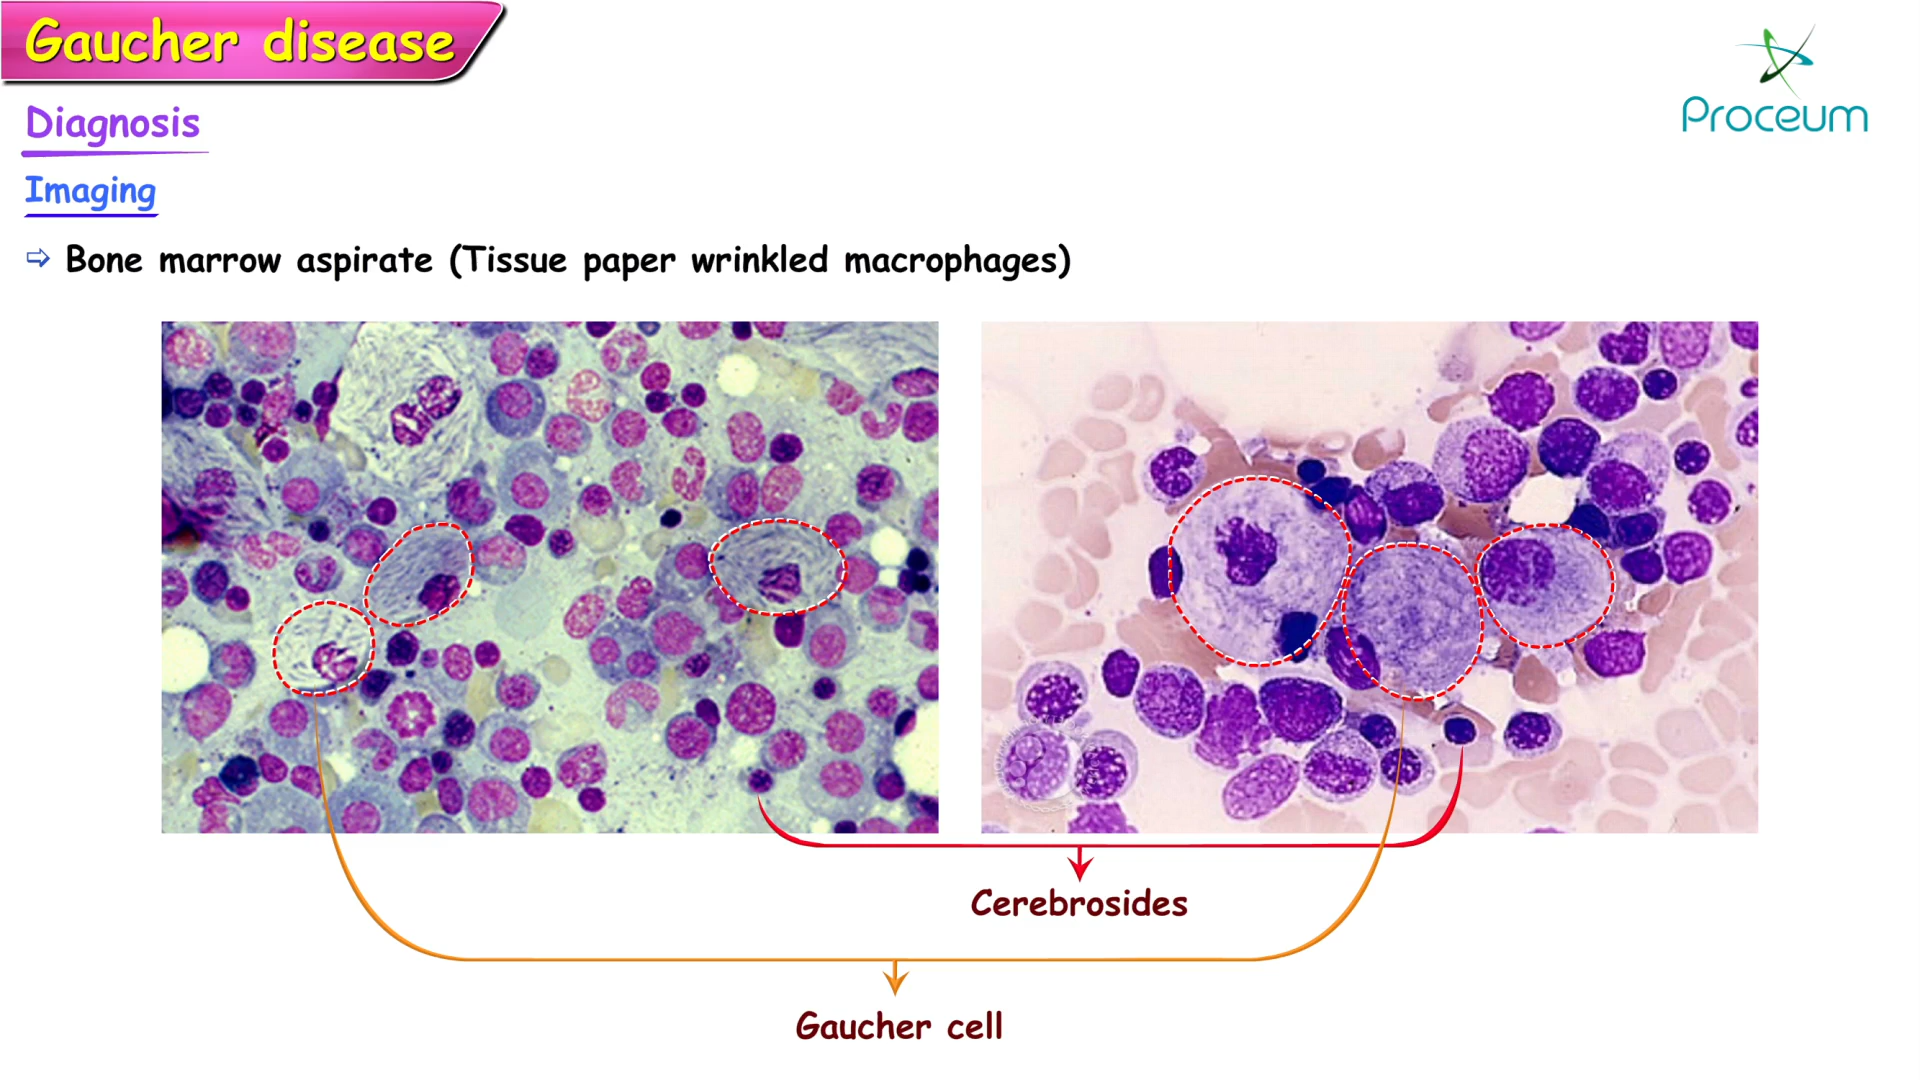 Gaucher disease
Proceum
Diagnosis
Imaging
⇨ Bone marrow aspirate (Tissue paper wrinkled macrophages)
Cerebrosides
Gaucher cell